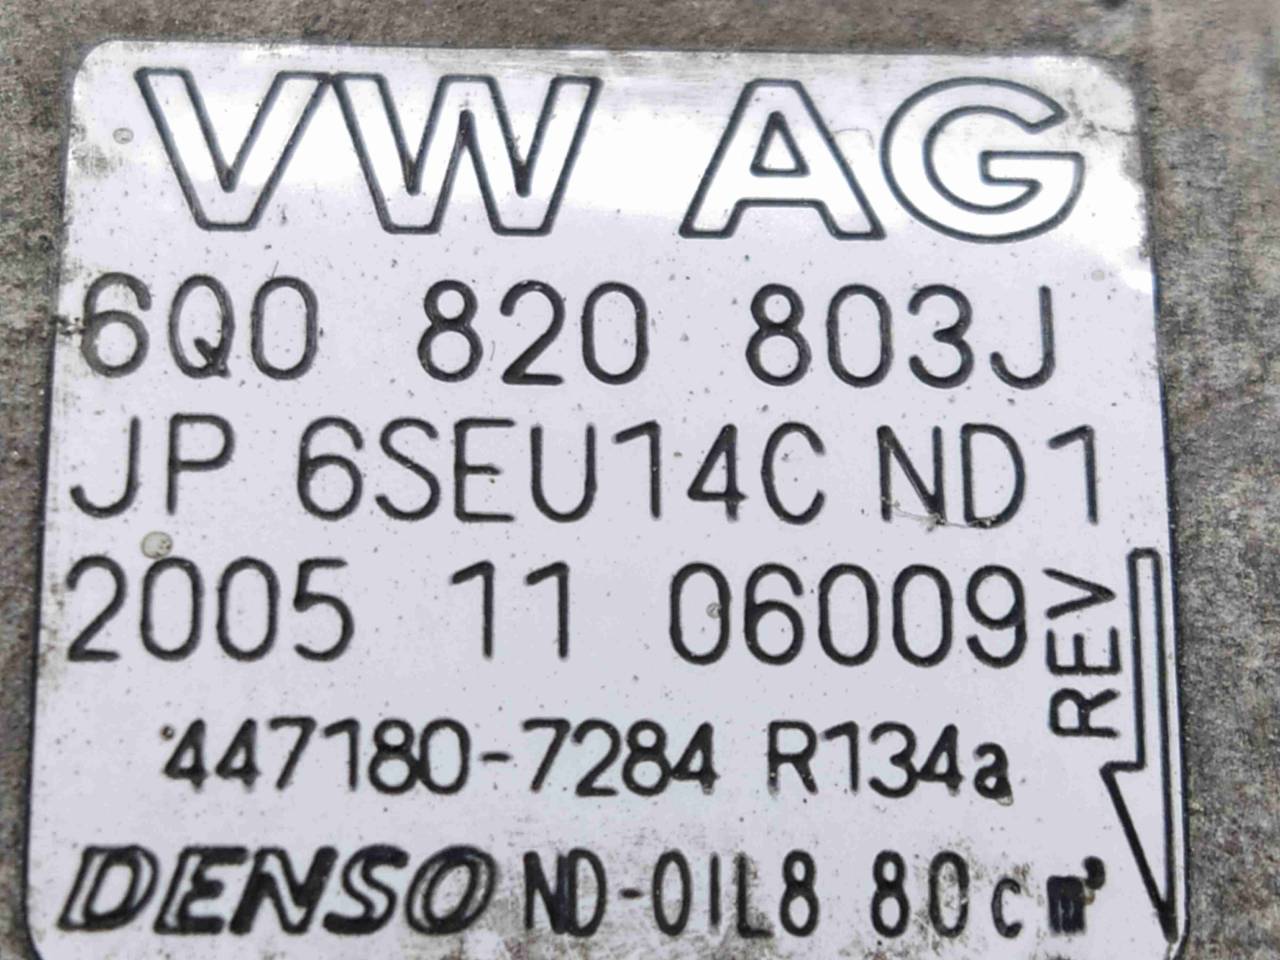 VW AG
6Q0 820 803J
JP 6SEU14C ND1
2005 11 06009
REV
447180-7284 R134a
DENSO ND-OIL8 80cm³